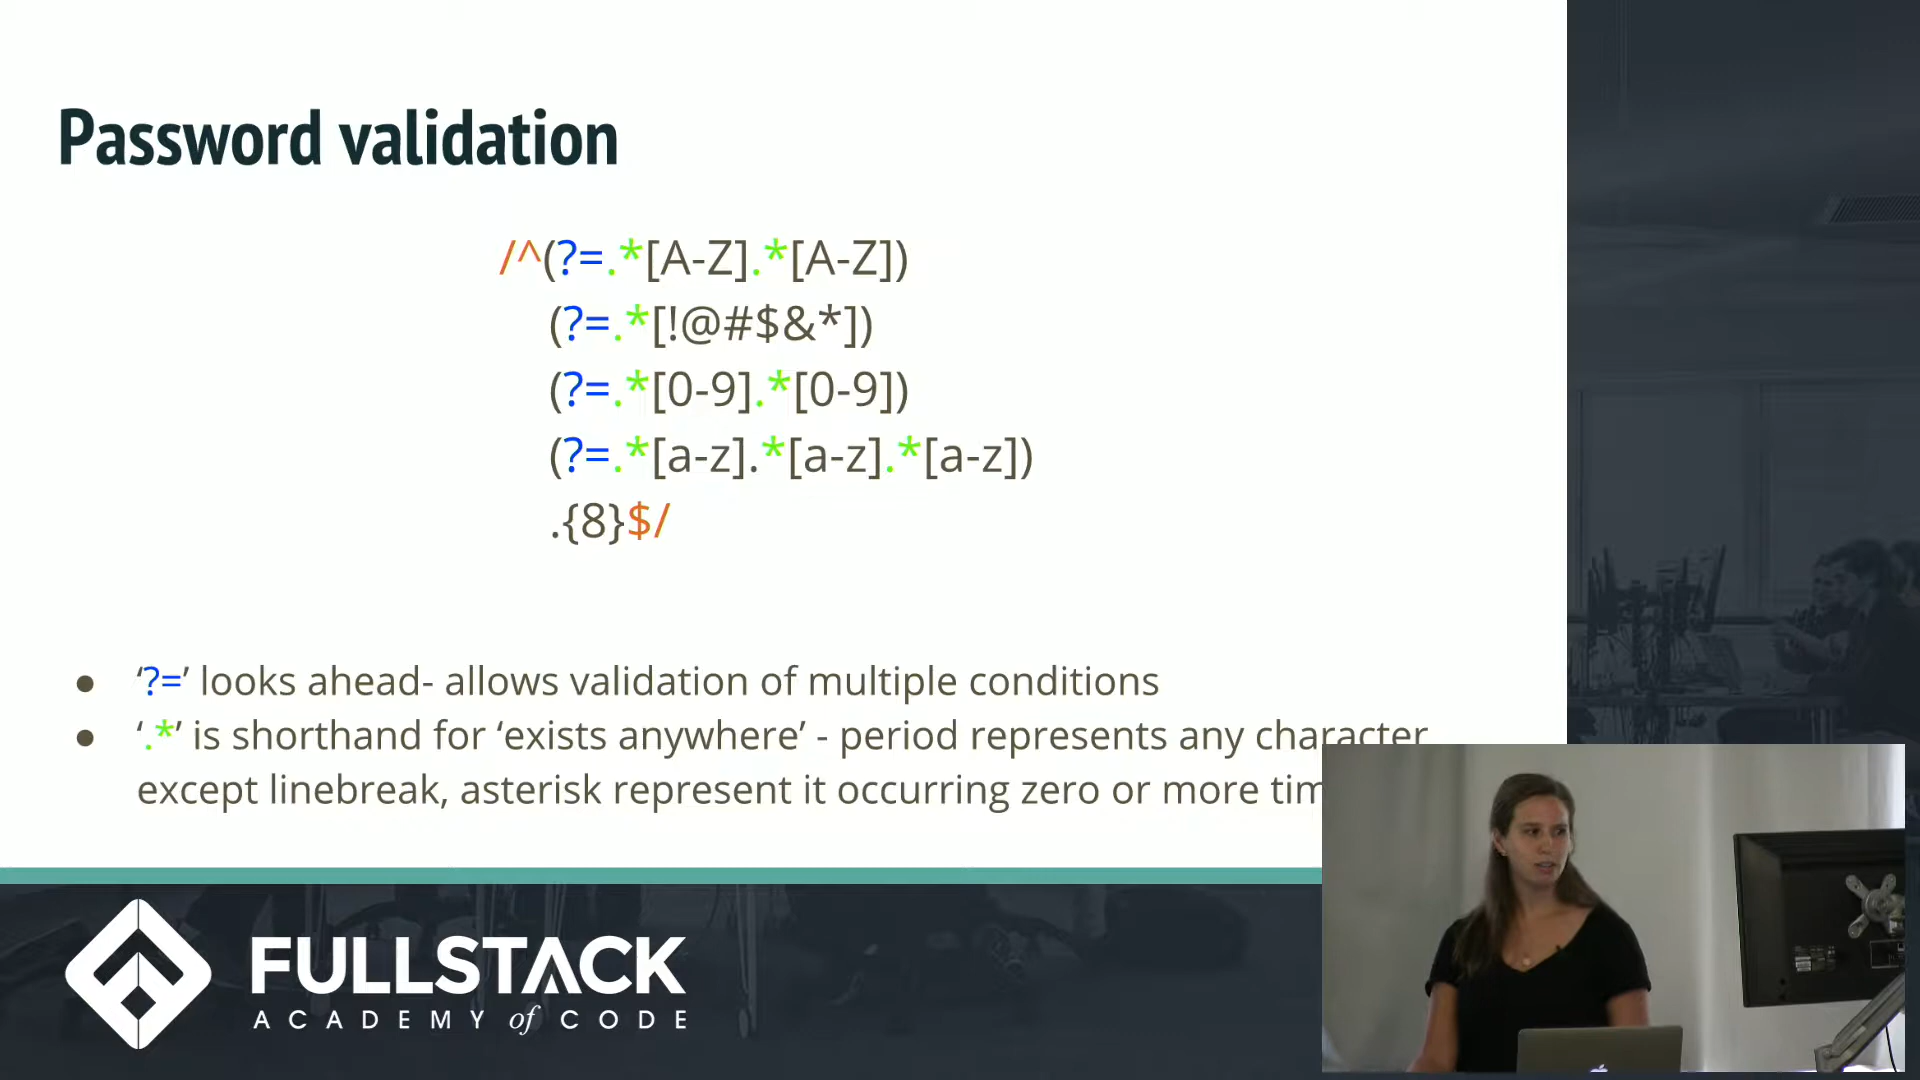 Password validation
/^(?=.*[A-Z].*[A-Z])
(?=.*[!@#$&*])
(?=.*[0-9].*[0-9])
(?=.*[a-z].*[a-z].*[a-z])
.{8}$/
● ‘?=’ looks ahead- allows validation of multiple conditions
● ‘.*’ is shorthand for ‘exists anywhere’ - period represents any character
except linebreak, asterisk represent it occurring zero or more
FULLSTACK
ACADEMY of CODE